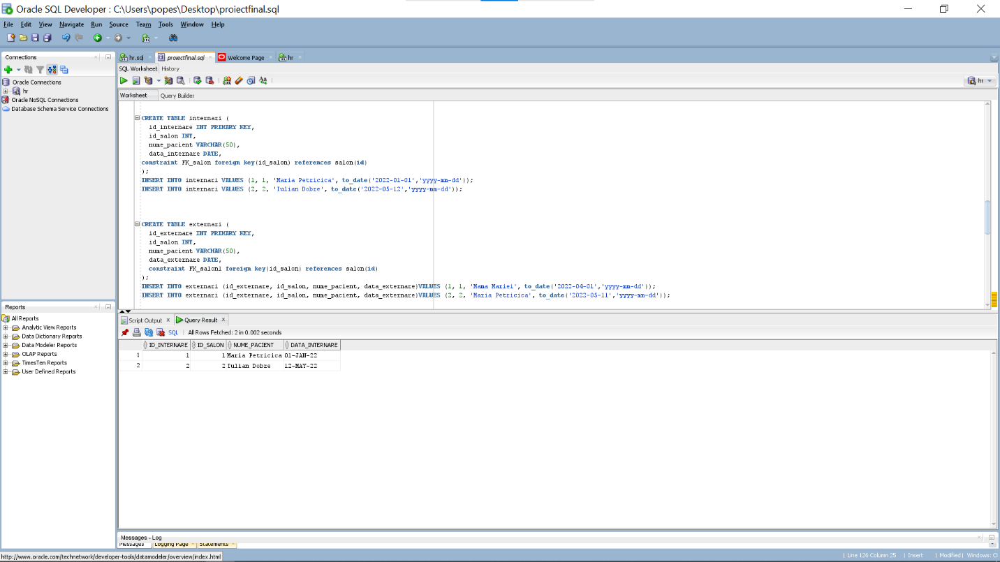 Oracle SQL Developer : C:\Users\popes\Desktop\proiectfinal.sql
File Edit View Navigate Run Source Team Tools Window Help
Connections
Oracle Connections
hr
Oracle NoSQL Connections
Database Schema Service Connections
hr.sql
proiectfinal.sql
Welcome Page
hr
SQL Worksheet History
hr
Worksheet Query Builder
CREATE TABLE internari (
id_internare INT PRIMARY KEY,
id_salon INT,
nume_pacient VARCHAR(50),
data_internare DATE,
constraint FK_salon foreign key(id_salon) references salon(id)
);
INSERT INTO internari VALUES (1, 1, 'Maria Petricica', to_date('2022-01-01','yyyy-mm-dd'));
INSERT INTO internari VALUES (2, 2, 'Iulian Dobre', to_date('2022-05-12','yyyy-mm-dd'));
CREATE TABLE externari (
id_externare INT PRIMARY KEY,
id_salon INT,
nume_pacient VARCHAR(50),
data_externare DATE,
constraint FK_salon1 foreign key(id_salon) references salon(id)
);
INSERT INTO externari (id_externare, id_salon, nume_pacient, data_externare)VALUES (1, 1, 'Mama Mariei', to_date('2022-04-01','yyyy-mm-dd'));
INSERT INTO externari (id_externare, id_salon, nume_pacient, data_externare)VALUES (2, 2, 'Maria Petricica', to_date('2022-05-11','yyyy-mm-dd'));
Reports
All Reports
Analytic View Reports
Data Dictionary Reports
Data Modeler Reports
OLAP Reports
TimesTen Reports
User Defined Reports
Script Output x Query Result x
SQL | All Rows Fetched: 2 in 0.002 seconds
ID_INTERNARE ID_SALON NUME_PACIENT DATA_INTERNARE
1 1 1 Maria Petricica 01-JAN-22
2 2 2 Iulian Dobre 12-MAY-22
Messages - Log
Messages Logging Page Statements
http://www.oracle.com/technetwork/developer-tools/datamodeler/overview/index.html
| Line 126 Column 25 | Insert | Modified | Windows: C